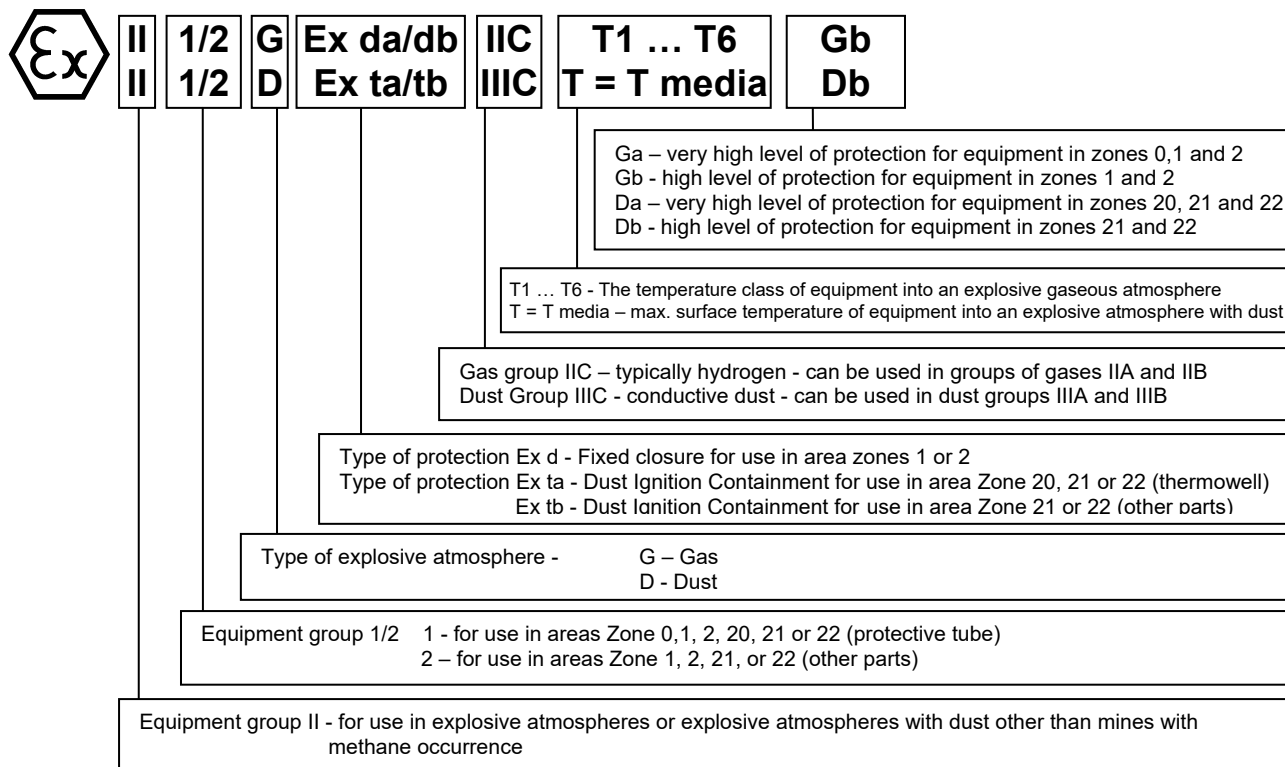 Ex II 1/2 G Ex da/db IIC T1 … T6 Gb
II 1/2 D Ex ta/tb IIIC T = T media Db
Ga – very high level of protection for equipment in zones 0,1 and 2
Gb - high level of protection for equipment in zones 1 and 2
Da – very high level of protection for equipment in zones 20, 21 and 22
Db - high level of protection for equipment in zones 21 and 22
T1 … T6 - The temperature class of equipment into an explosive gaseous atmosphere
T = T media – max. surface temperature of equipment into an explosive atmosphere with dust
Gas group IIC – typically hydrogen - can be used in groups of gases IIA and IIB
Dust Group IIIC - conductive dust - can be used in dust groups IIIA and IIIB
Type of protection Ex d - Fixed closure for use in area zones 1 or 2
Type of protection Ex ta - Dust Ignition Containment for use in area Zone 20, 21 or 22 (thermowell)
Ex tb - Dust Ignition Containment for use in area Zone 21 or 22 (other parts)
Type of explosive atmosphere - G – Gas
D - Dust
Equipment group 1/2 1 - for use in areas Zone 0,1, 2, 20, 21 or 22 (protective tube)
2 – for use in areas Zone 1, 2, 21, or 22 (other parts)
Equipment group II - for use in explosive atmospheres or explosive atmospheres with dust other than mines with
methane occurrence